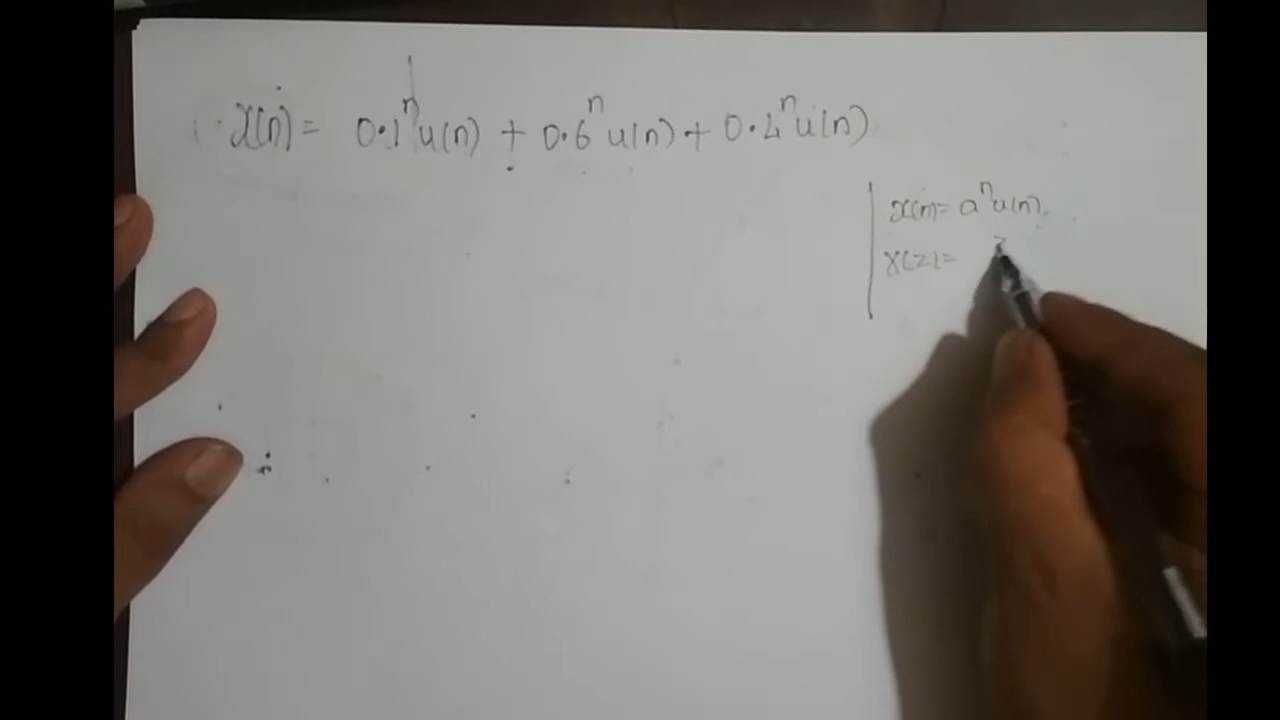 x(n) = 0.1ⁿu(n) + 0.6ⁿu(n) + 0.4ⁿu(n)
x(n) = aⁿu(n).
X(z) =